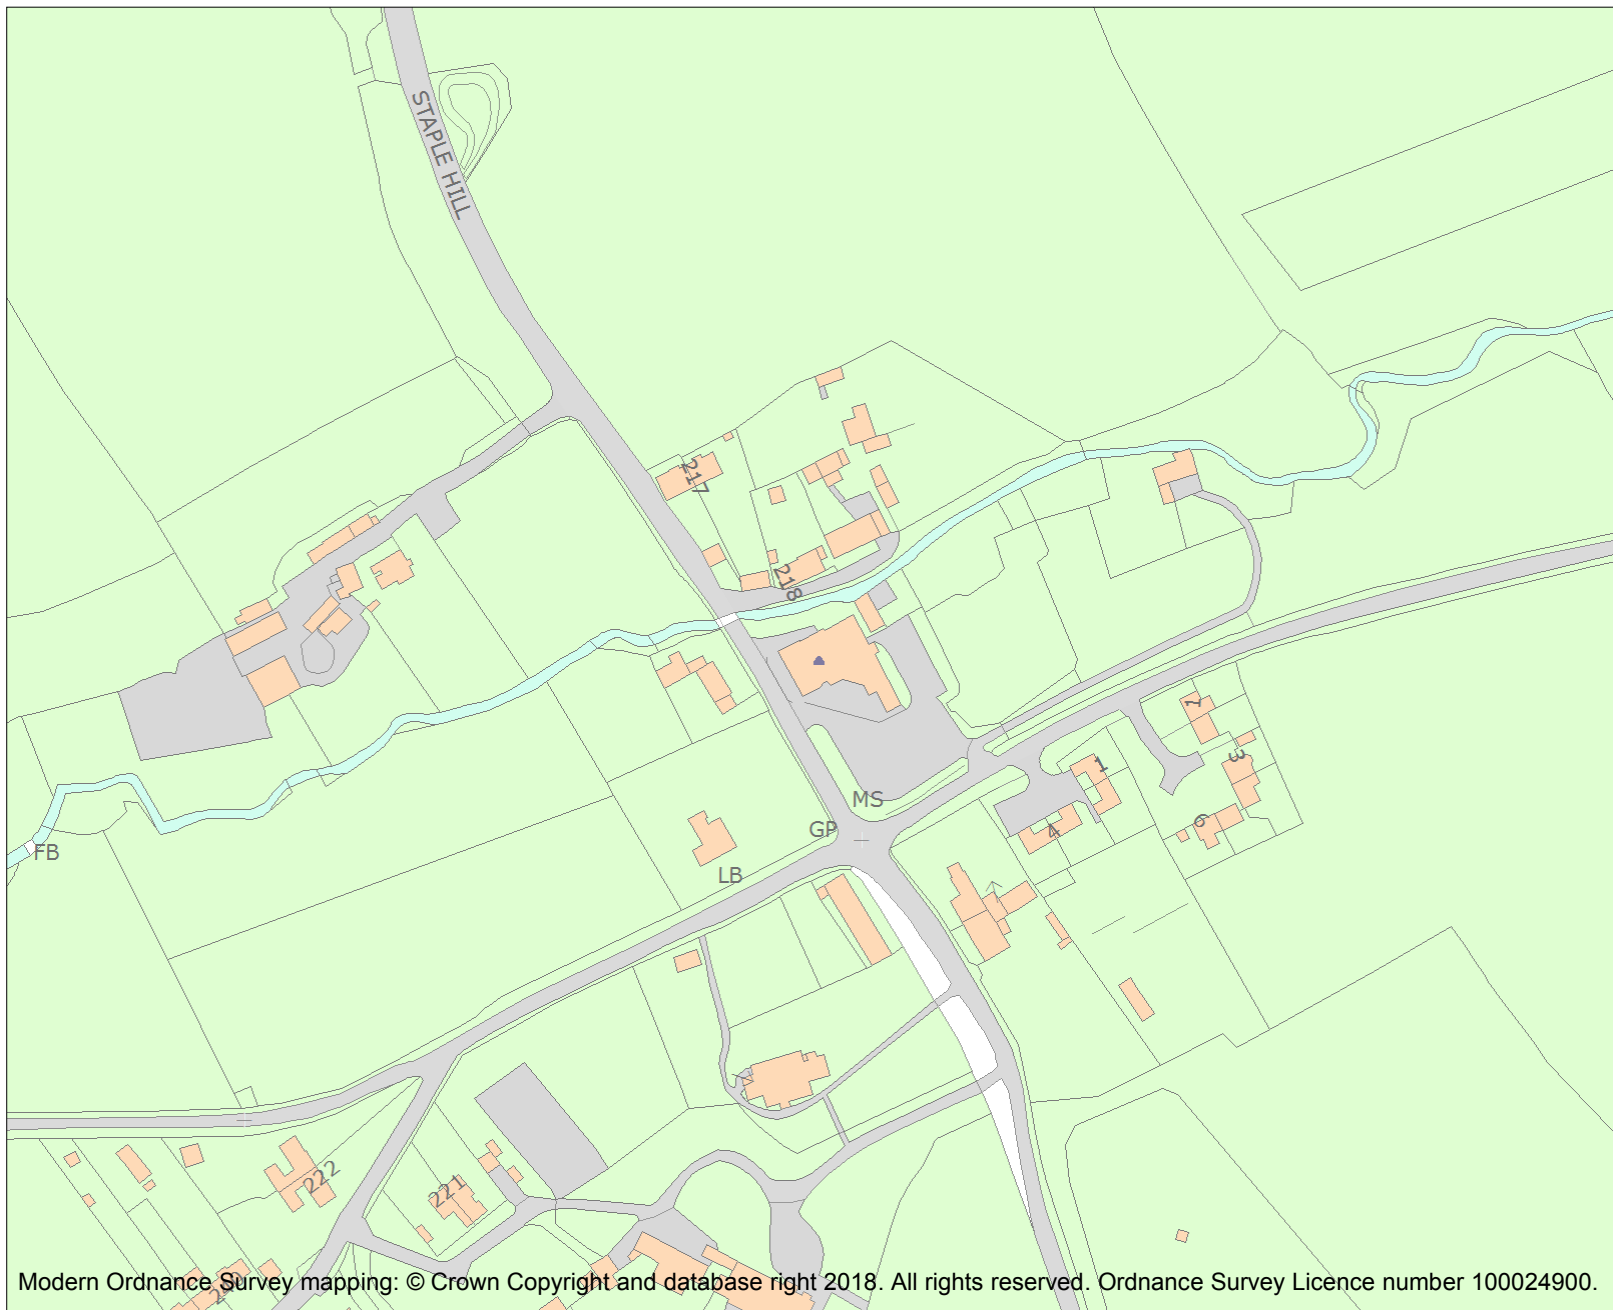 STAPLE HILL
217
218
1
1
3
MS
GP
4
6
FB
LB
222
221
Modern Ordnance Survey mapping: © Crown Copyright and database right 2018. All rights reserved. Ordnance Survey Licence number 100024900.